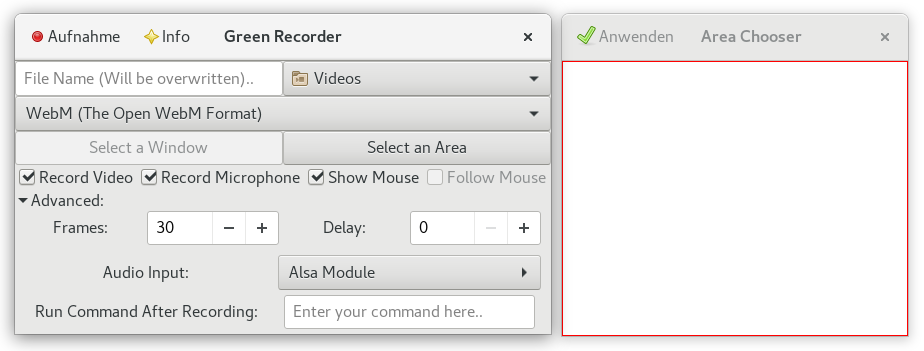 Aufnahme Info Green Recorder
Anwenden Area Chooser
File Name (Will be overwritten).. Videos
WebM (The Open WebM Format)
Select a Window Select an Area
Record Video Record Microphone Show Mouse Follow Mouse
Advanced:
Frames: 30 Delay: 0
Audio Input: Alsa Module
Run Command After Recording: Enter your command here..